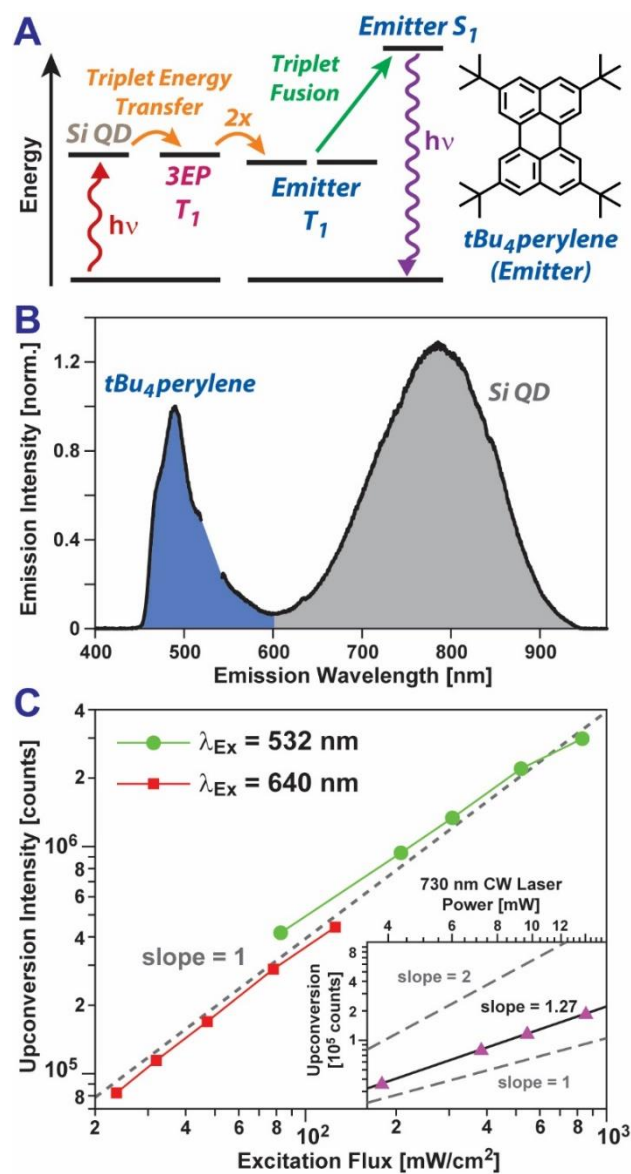 A
Emitter S1
Triplet Energy
Transfer
Triplet
Fusion
Si QD
2x
hν
3EP
T1
Emitter
T1
hν
Energy
tBu4perylene
(Emitter)
B
Emission Intensity [norm.]
1.2
0.8
0.4
0
tBu4perylene
Si QD
400 500 600 700 800 900
Emission Wavelength [nm]
C
Upconversion Intensity [counts]
4
2
10^6
8
6
4
2
10^5
8
λEx = 532 nm
λEx = 640 nm
slope = 1
730 nm CW Laser
Power [mW]
4 6 8 10 12
Upconversion
[10^5 counts]
8
6
4
2
1
slope = 2
slope = 1.27
slope = 1
2 4 6 8 10^2 2 4 6 8 10^3
Excitation Flux [mW/cm^2]